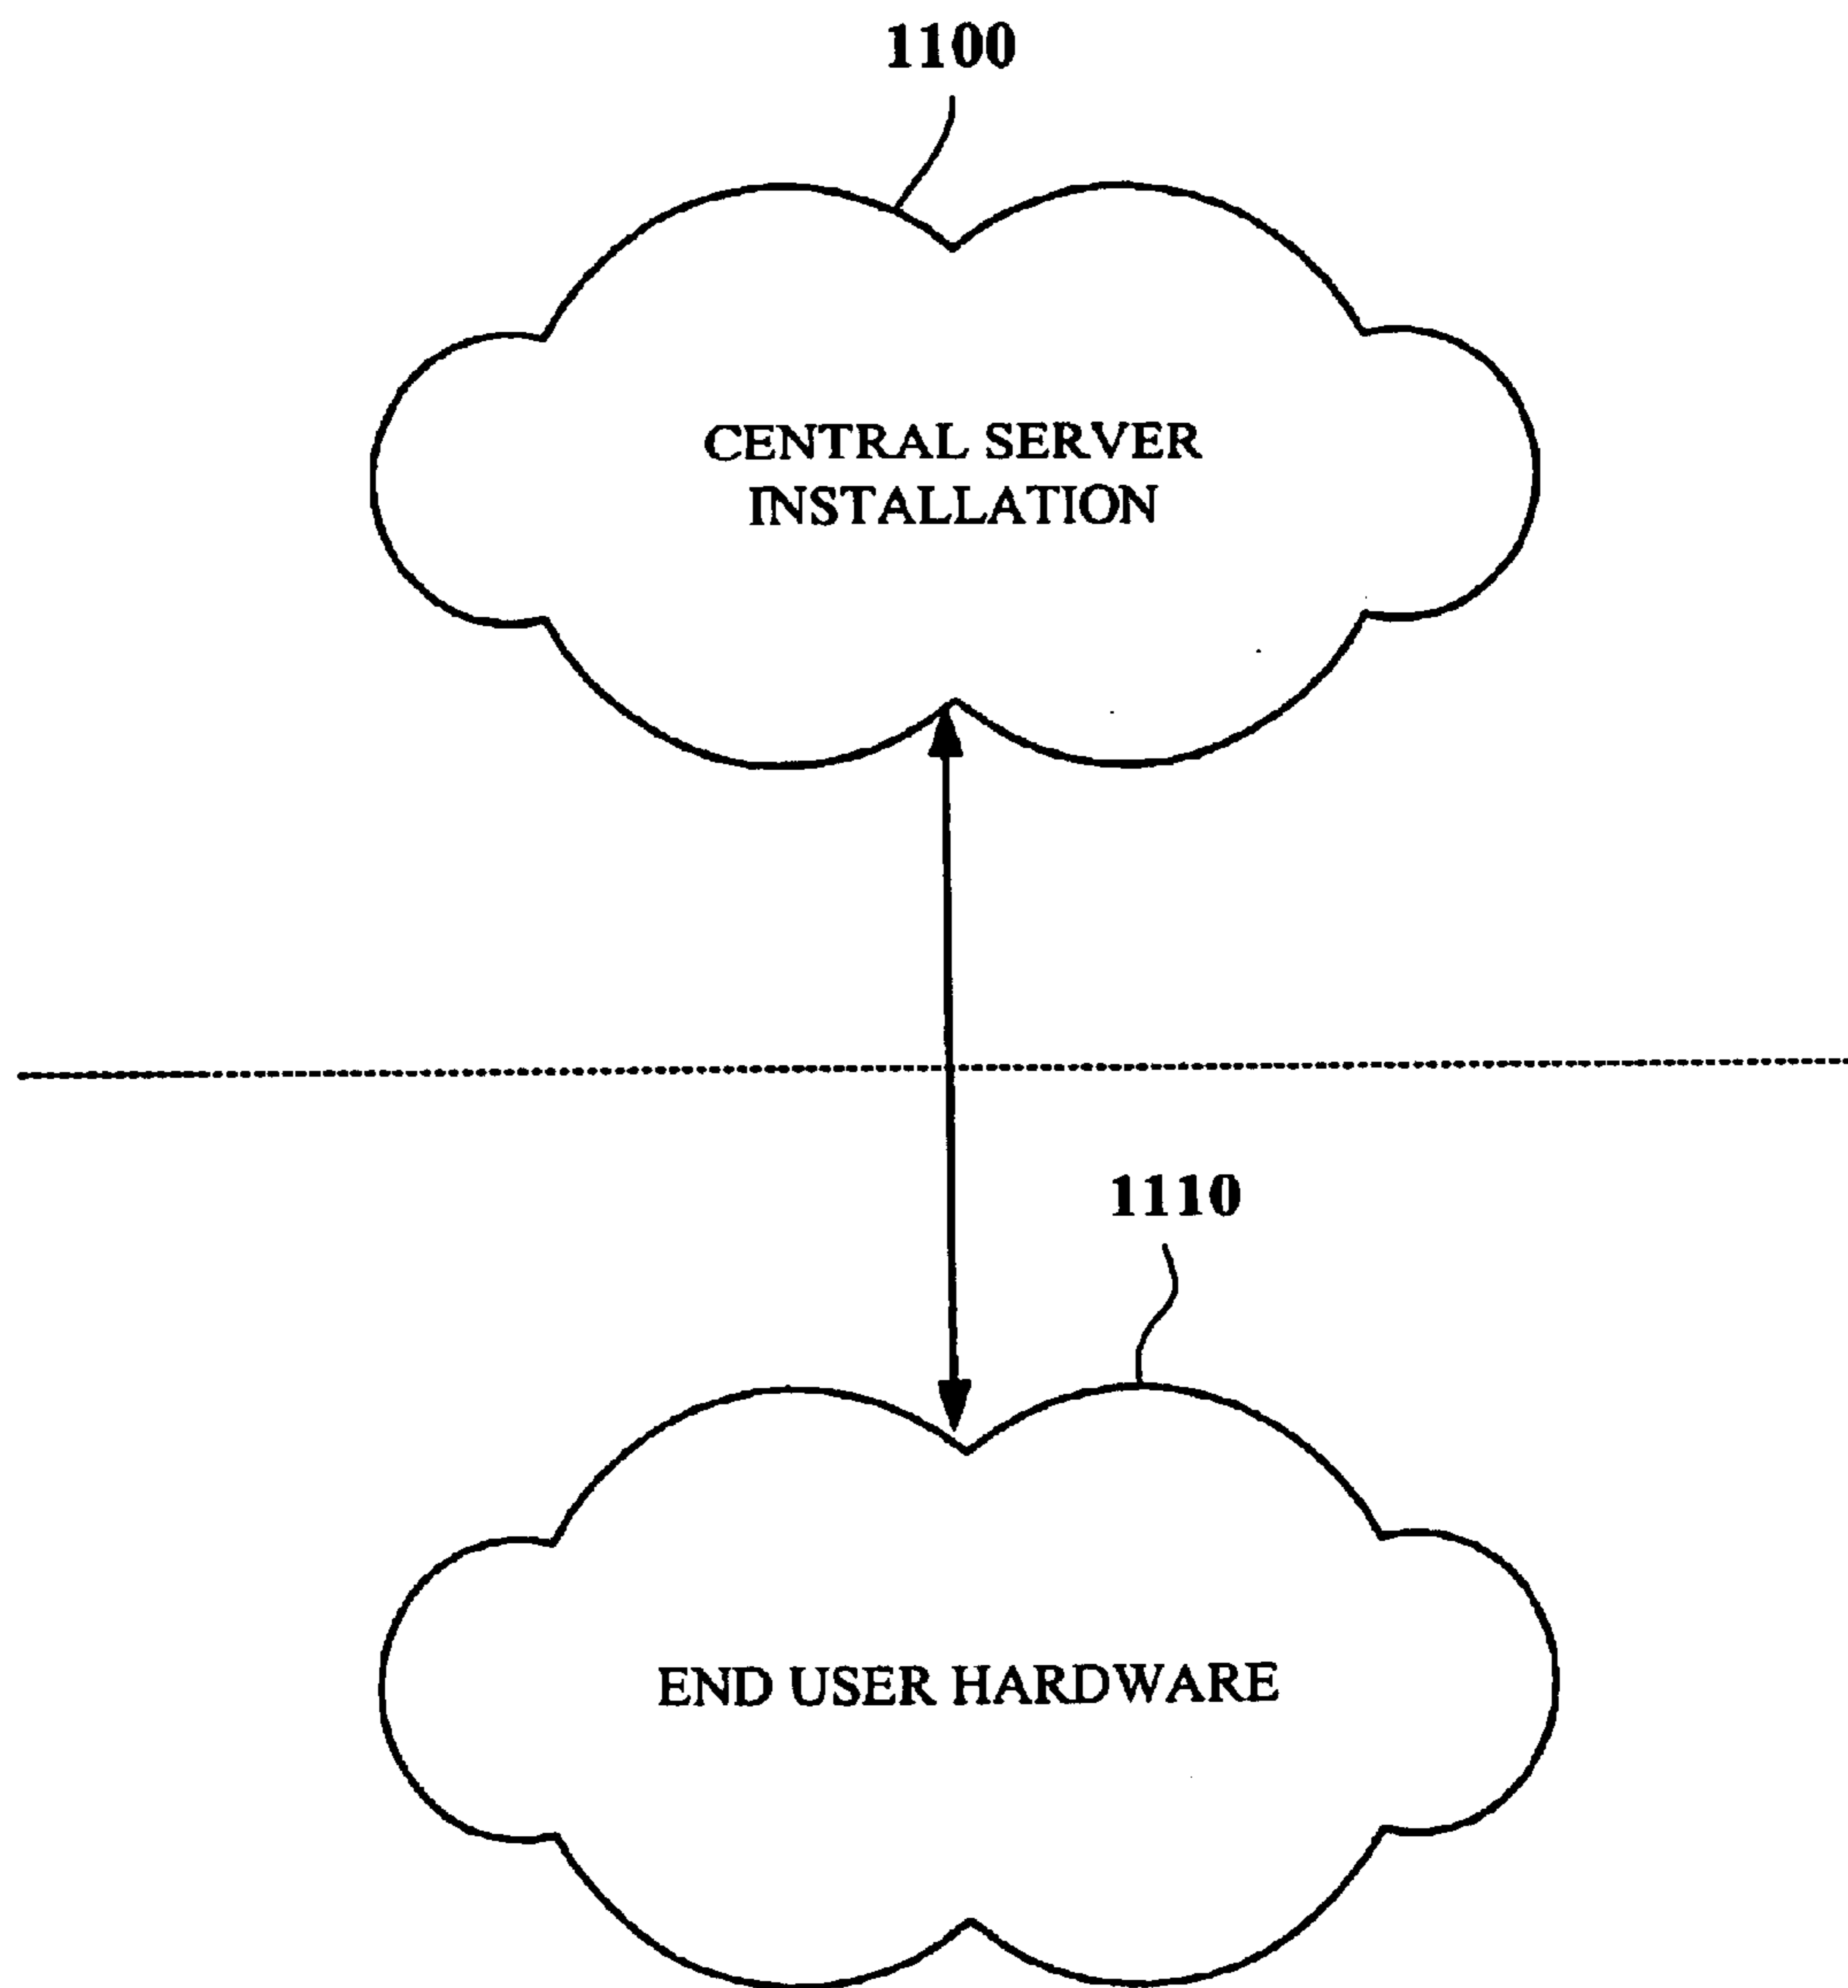 1100
CENTRAL SERVER
INSTALLATION
1110
END USER HARDWARE